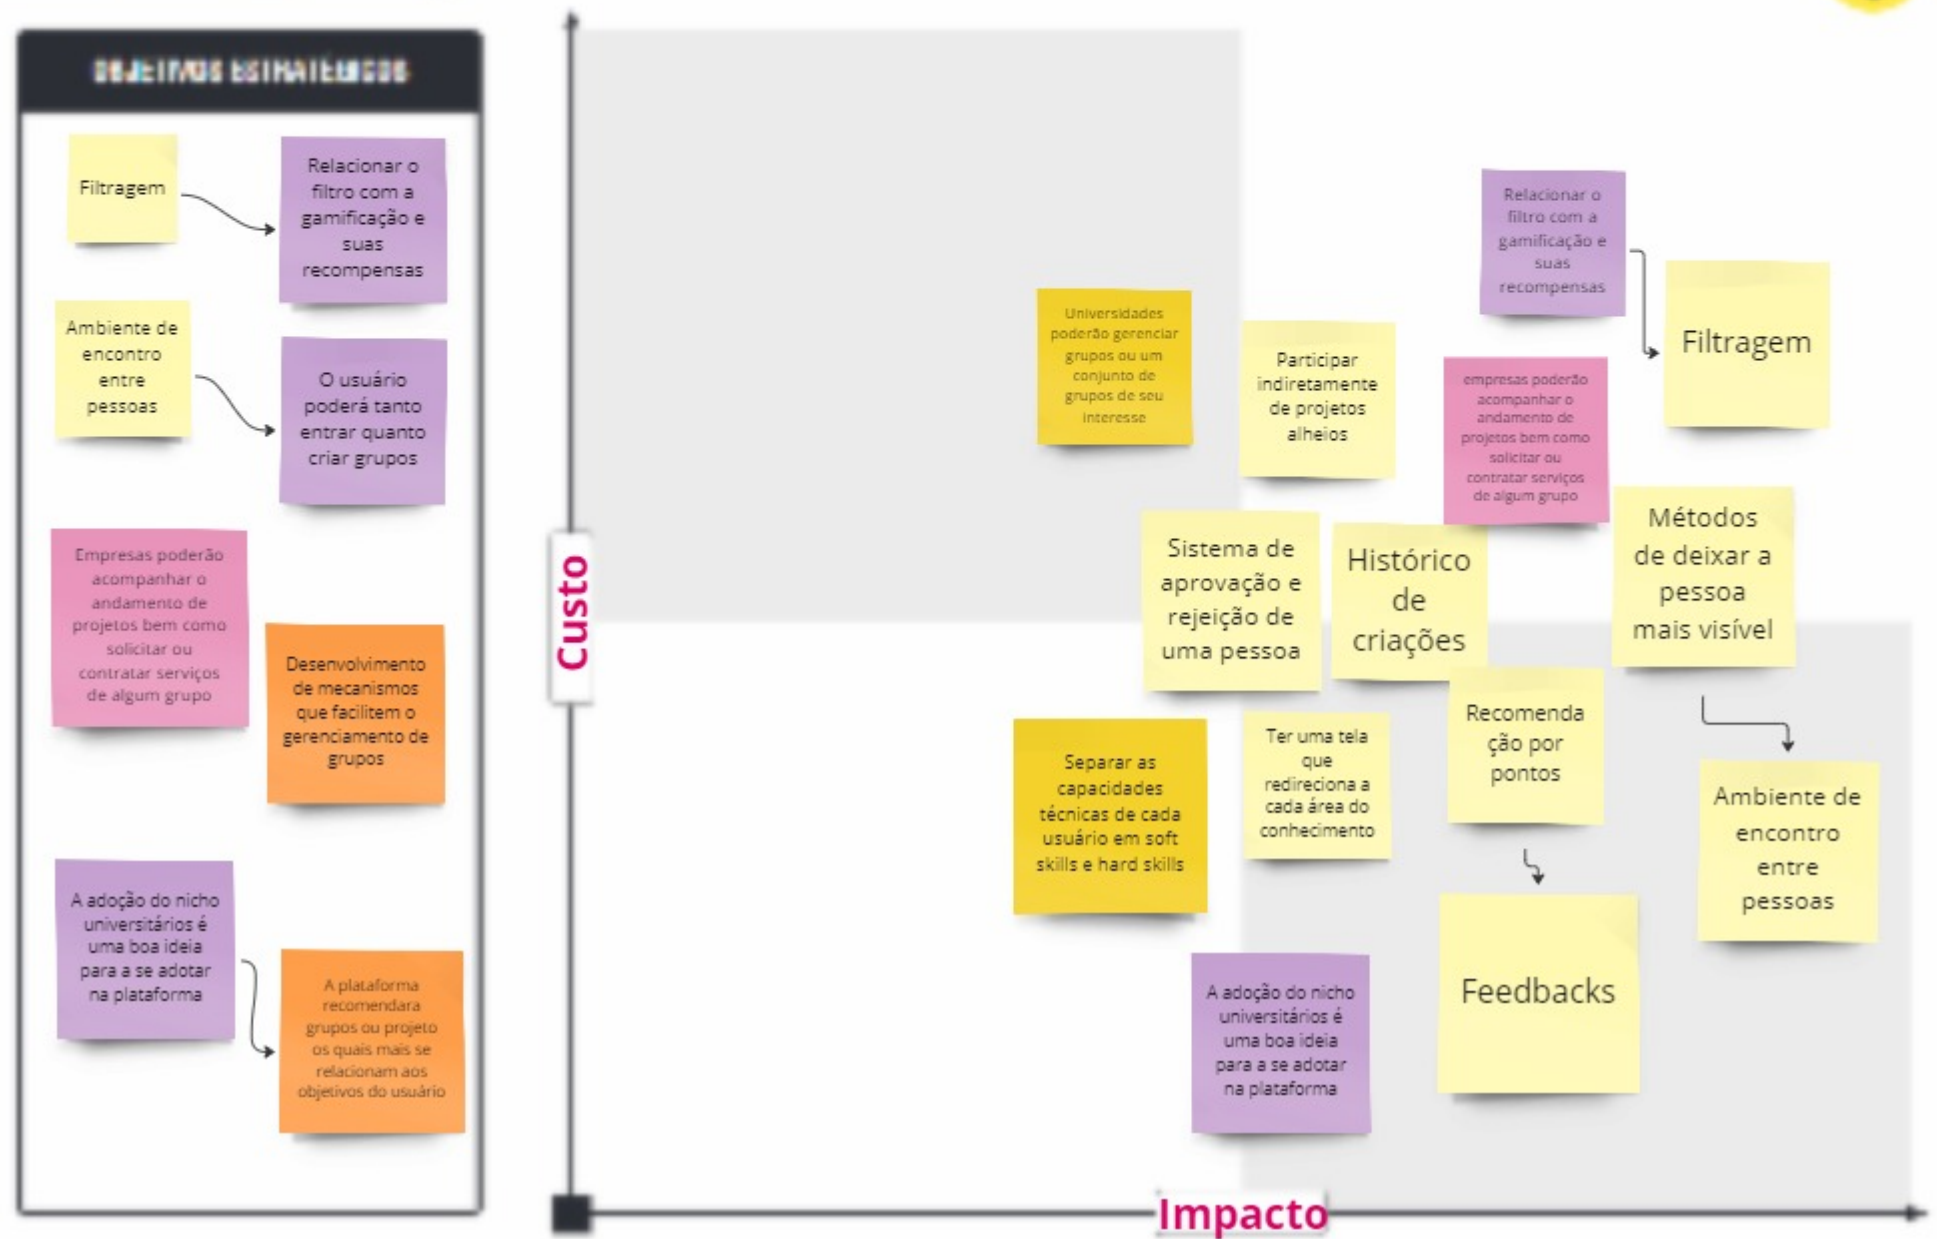 OBJETIVOS ESTRATÉGICOS
Filtragem
Relacionar o
filtro com a
gamificação e
suas
recompensas
Ambiente de
encontro
entre
pessoas
O usuário
poderá tanto
entrar quanto
criar grupos
Empresas poderão
acompanhar o
andamento de
projetos bem como
solicitar ou
contratar serviços
de algum grupo
Desenvolvimento
de mecanismos
que facilitem o
gerenciamento de
grupos
A adoção do nicho
universitários é
uma boa ideia
para a se adotar
na plataforma
A plataforma
recomendara
grupos ou projeto
os quais mais se
relacionam aos
objetivos do usuário
Custo
Impacto
Relacionar o
filtro com a
gamificação e
suas
recompensas
Filtragem
Universidades
poderão gerenciar
grupos ou um
conjunto de
grupos de seu
interesse
Participar
indiretamente
de projetos
alheios
empresas poderão
acompanhar o
andamento de
projetos bem como
solicitar ou
contratar serviços
de algum grupo
Sistema de
aprovação e
rejeição de
uma pessoa
Histórico
de
criações
Métodos
de deixar a
pessoa
mais visível
Separar as
capacidades
técnicas de cada
usuário em soft
skills e hard skills
Ter uma tela
que
redireciona a
cada área do
conhecimento
Recomenda
ção por
pontos
Ambiente de
encontro
entre
pessoas
A adoção do nicho
universitários é
uma boa ideia
para a se adotar
na plataforma
Feedbacks